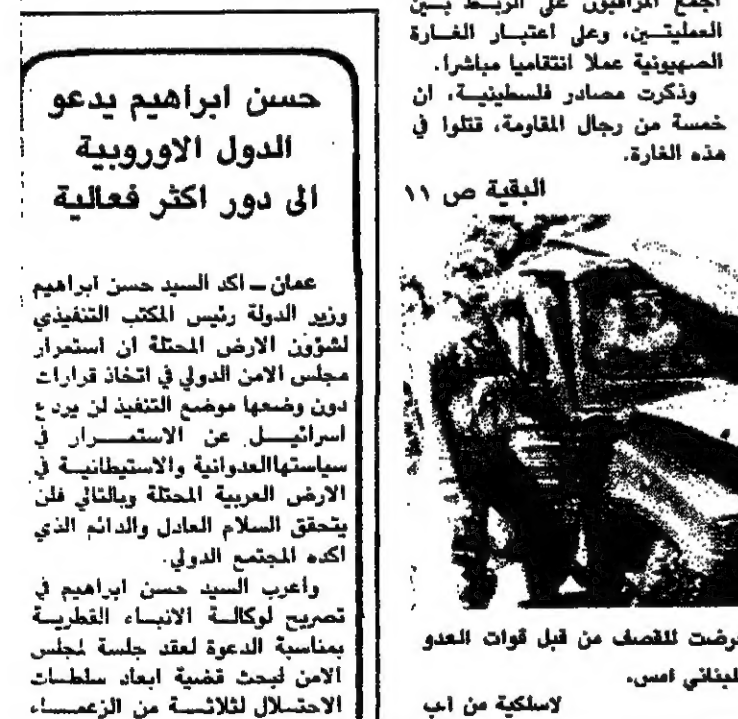 اجمع المراقبون على الربط بين
العمليتين، وعلى اعتبار الغارة
الصهيونية عملا انتقاميا مباشرا.
وذكرت مصادر فلسطينية، ان
خمسة من رجال المقاومة، قتلوا في
هذه الغارة.
البقية ص ١١
رضت للقصف من قبل قوات العدو
لبناني امس.
لاسلكية من اب
حسن ابراهيم يدعو
الدول الاوروبية
الى دور اكثر فعالية
عمان ـ اكد السيد حسن ابراهيم
وزير الدولة رئيس المكتب التنفيذي
لشؤون الارض المحتلة ان استمرار
مجلس الامن الدولي في اتخاذ قرارات
دون وضعها موضع التنفيذ لن يردع
اسرائيل عن الاستمرار في
سياستها العدوانية والاستيطانية في
الارض العربية المحتلة وبالتالي فلن
يتحقق السلام العادل والدائم الذي
اكده المجتمع الدولي.
وأعرب السيد حسن ابراهيم في
تصريح لوكالة الانباء القطرية
بمناسبة الدعوة لعقد جلسة لمجلس
الامن لبحث قضية ابعاد سلطات
الاحتلال لثلاثة من الزعماء